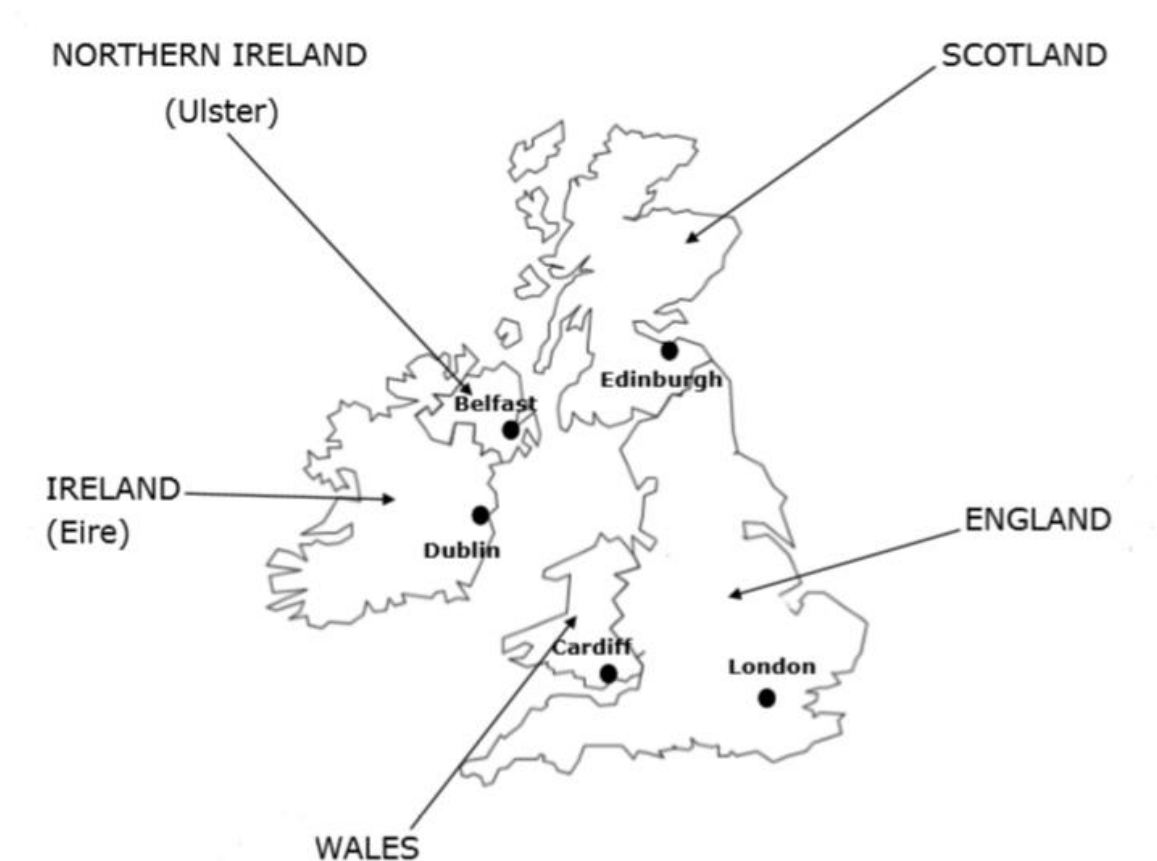 NORTHERN IRELAND
(Ulster)
SCOTLAND
Edinburgh
Belfast
IRELAND
(Eire)
Dublin
ENGLAND
Cardiff
London
WALES